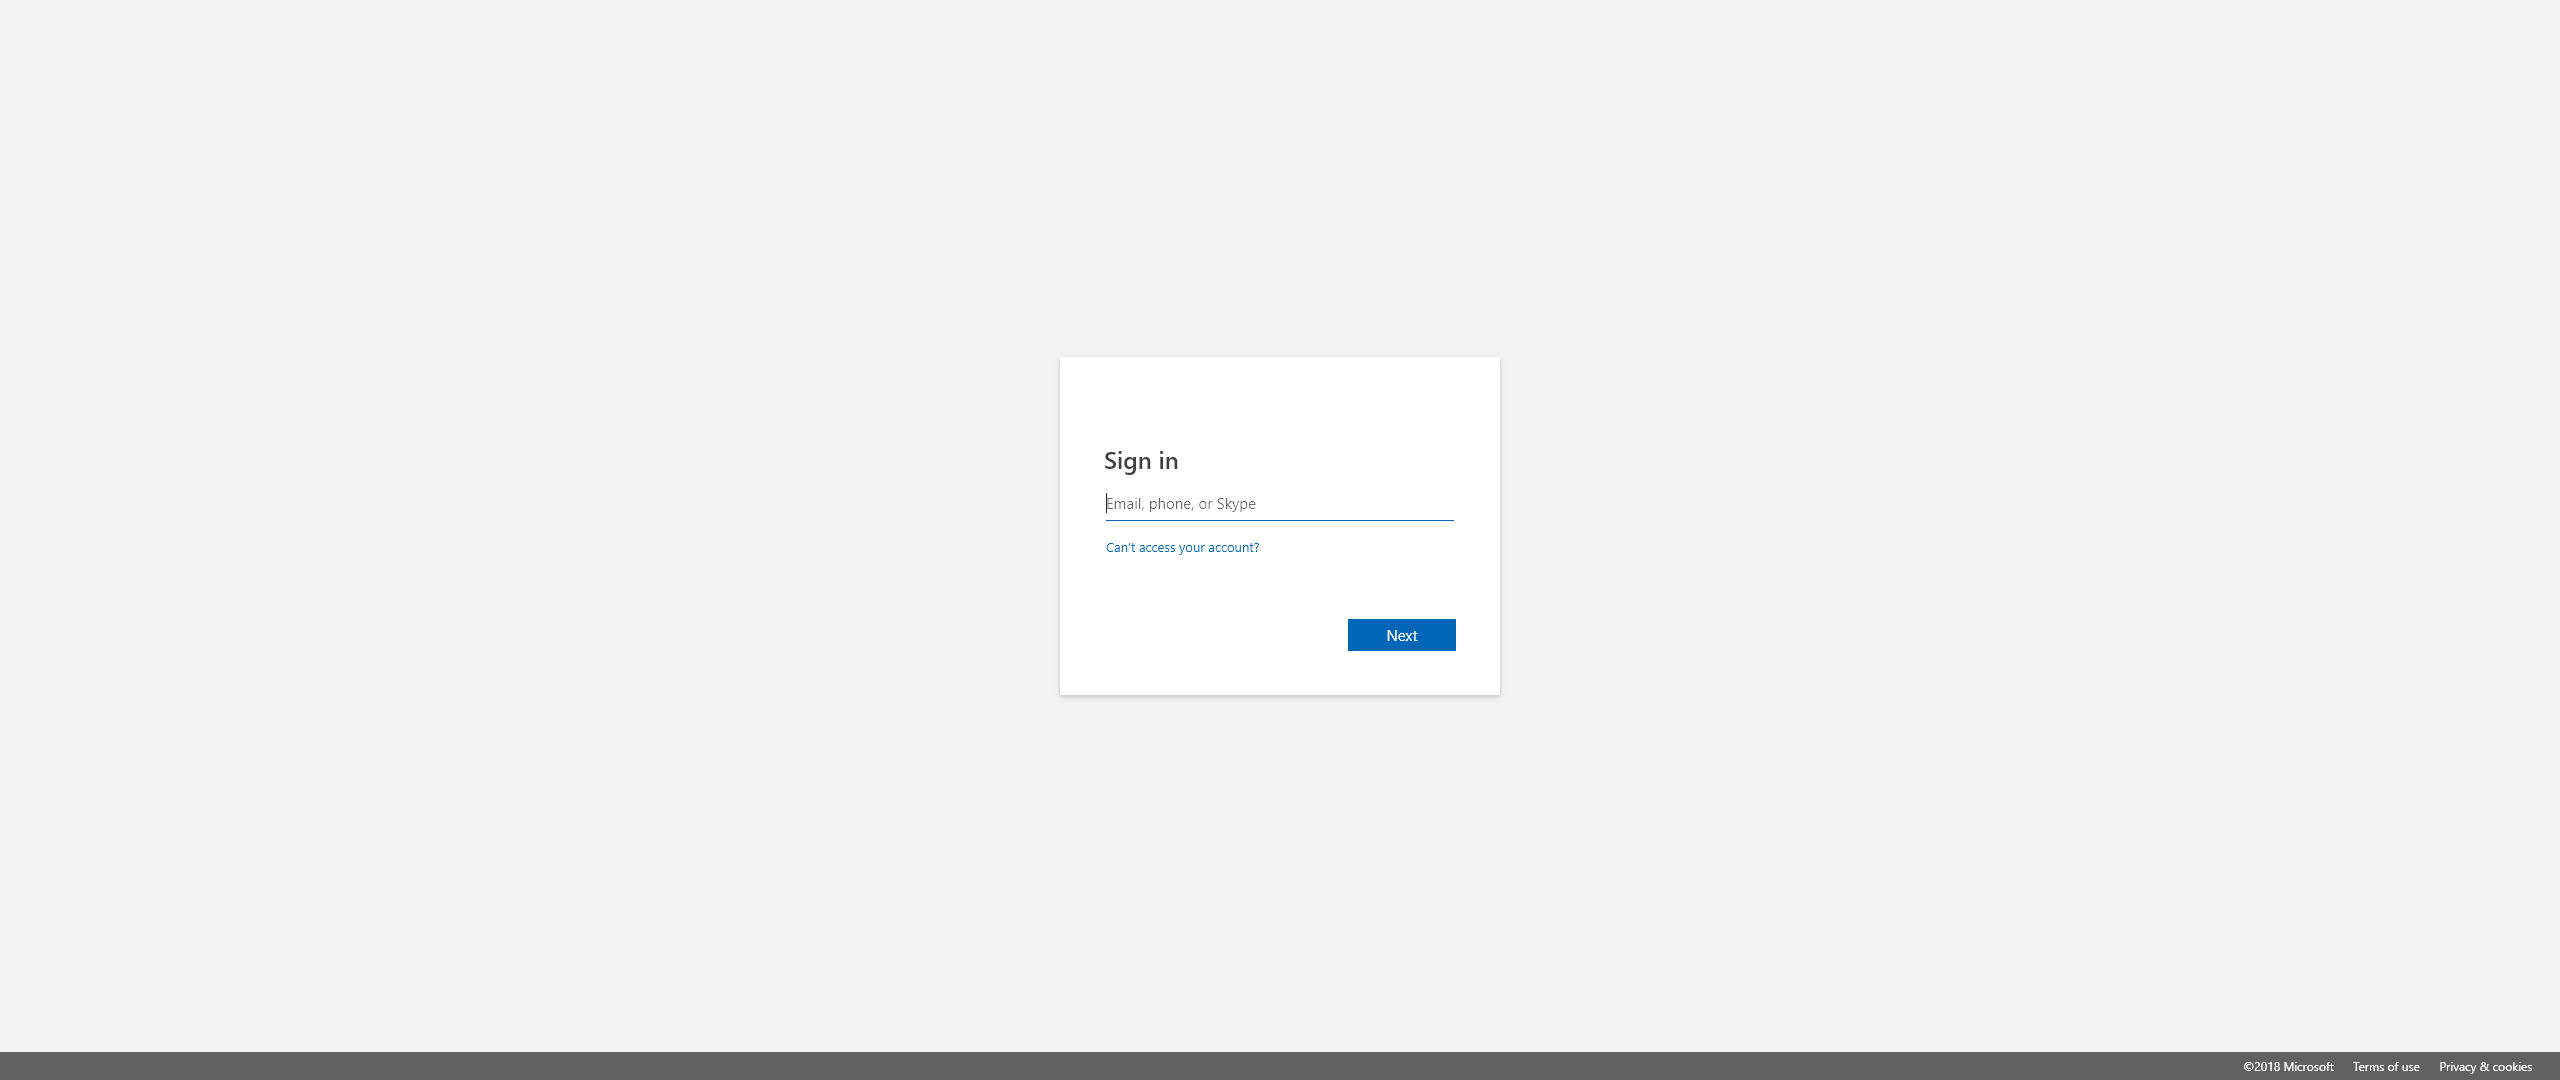 Sign in
Email, phone, or Skype
Can't access your account?
Next
©2018 Microsoft Terms of use Privacy & cookies